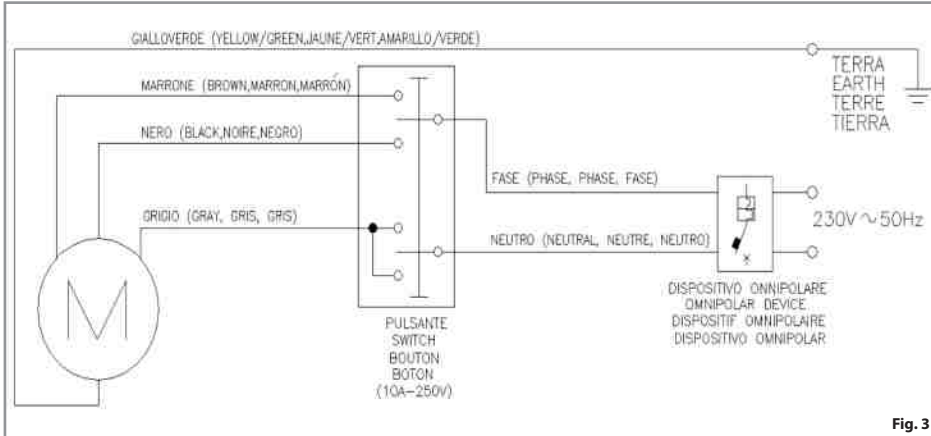 GIALLOVERDE (YELLOW/GREEN,JAUNE/VERT,AMARILLO/VERDE)
TERRA
EARTH
TERRE
TIERRA
MARRONE (BROWN,MARRON,MARRÓN)
NERO (BLACK,NOIRE,NEGRO)
FASE (PHASE, PHASE, FASE)
GRIGIO (GRAY, GRIS, GRIS)
230V ~ 50Hz
NEUTRO (NEUTRAL, NEUTRE, NEUTRO)
M
DISPOSITIVO ONNIPOLARE
OMNIPOLAR DEVICE
DISPOSITIF OMNIPOLAIRE
DISPOSITIVO OMNIPOLAR
PULSANTE
SWITCH
BOUTON
BOTON
(10A-250V)
Fig. 3